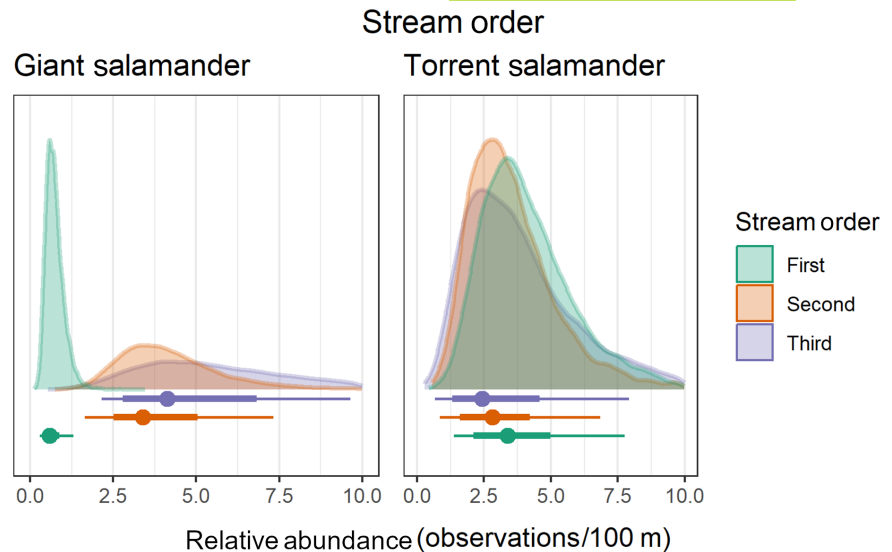 Stream order
Giant salamander
Torrent salamander
Stream order
First
Second
Third
0.0 2.5 5.0 7.5 10.0
0.0 2.5 5.0 7.5 10.0
Relative abundance (observations/100 m)